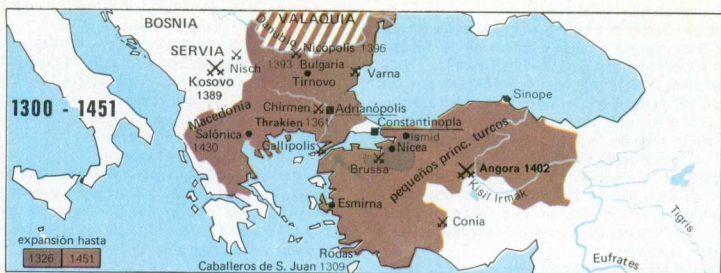 BOSNIA
VALAQUIA
Danubio
SERVIA
Nicópolis 1396
1393 Bulgaria
Nisch
Tirnovo
Varna
Kosovo
1389
Sinope
1300 - 1451
Macedonia
Chirmen
Adrianópolis
Thrakien 1361
Constantinopla
Salónica
1430
Ismid
Gallipolis
Nicea
pequeños princ. turcos
Brussa
Angora 1402
Kisil Irmak
Esmirna
Tigris
Conia
expansión hasta
1326 1451
Rodas
Caballeros de S. Juan 1309
Eufrates